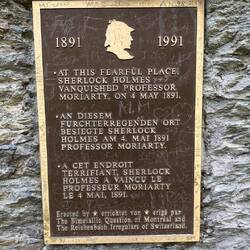 1891 1991
• AT THIS FEARFUL PLACE,
SHERLOCK HOLMES
VANQUISHED PROFESSOR
MORIARTY, ON 4 MAY 1891.
• AN DIESEM
FURCHTERREGENDEN ORT
BESIEGTE SHERLOCK
HOLMES AM 4. MAI 1891
PROFESSOR MORIARTY.
• A CET ENDROIT
TERRIFIANT, SHERLOCK
HOLMES A VAINCU LE
PROFESSEUR MORIARTY
LE 4 MAI, 1891.
Erected by ★ errichtet von ★ érigé par
The Bimetallic Question of Montréal and
The Reichenbach Irregulars of Switzerland.